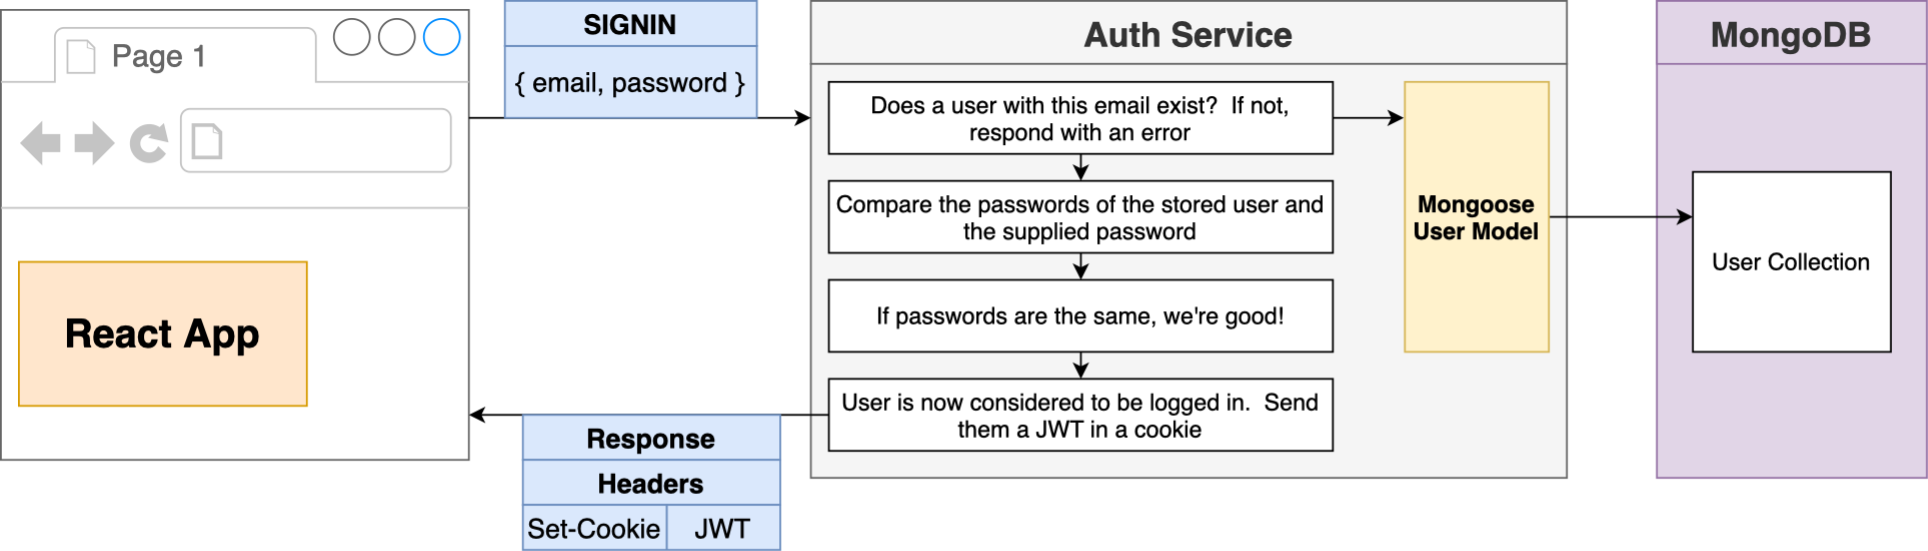 Page 1
React App
SIGNIN
{ email, password }
Auth Service
Does a user with this email exist?  If not,
respond with an error
Compare the passwords of the stored user and
the supplied password
If passwords are the same, we're good!
User is now considered to be logged in.  Send
them a JWT in a cookie
Mongoose
User Model
MongoDB
User Collection
Response
Headers
Set-Cookie
JWT